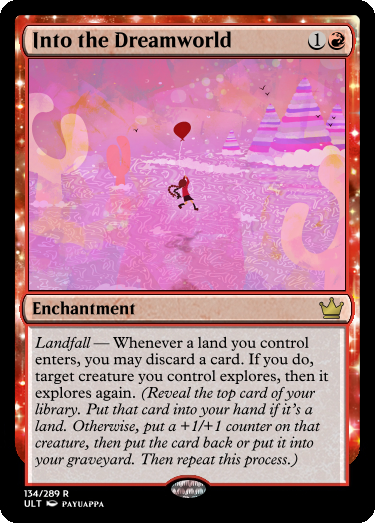 Into the Dreamworld 1
Enchantment
Landfall — Whenever a land you control
enters, you may discard a card. If you do,
target creature you control explores, then it
explores again. (Reveal the top card of your
library. Put that card into your hand if it's a
land. Otherwise, put a +1/+1 counter on that
creature, then put the card back or put it into
your graveyard. Then repeat this process.)
134/289 R
ULT PAYUAPPA